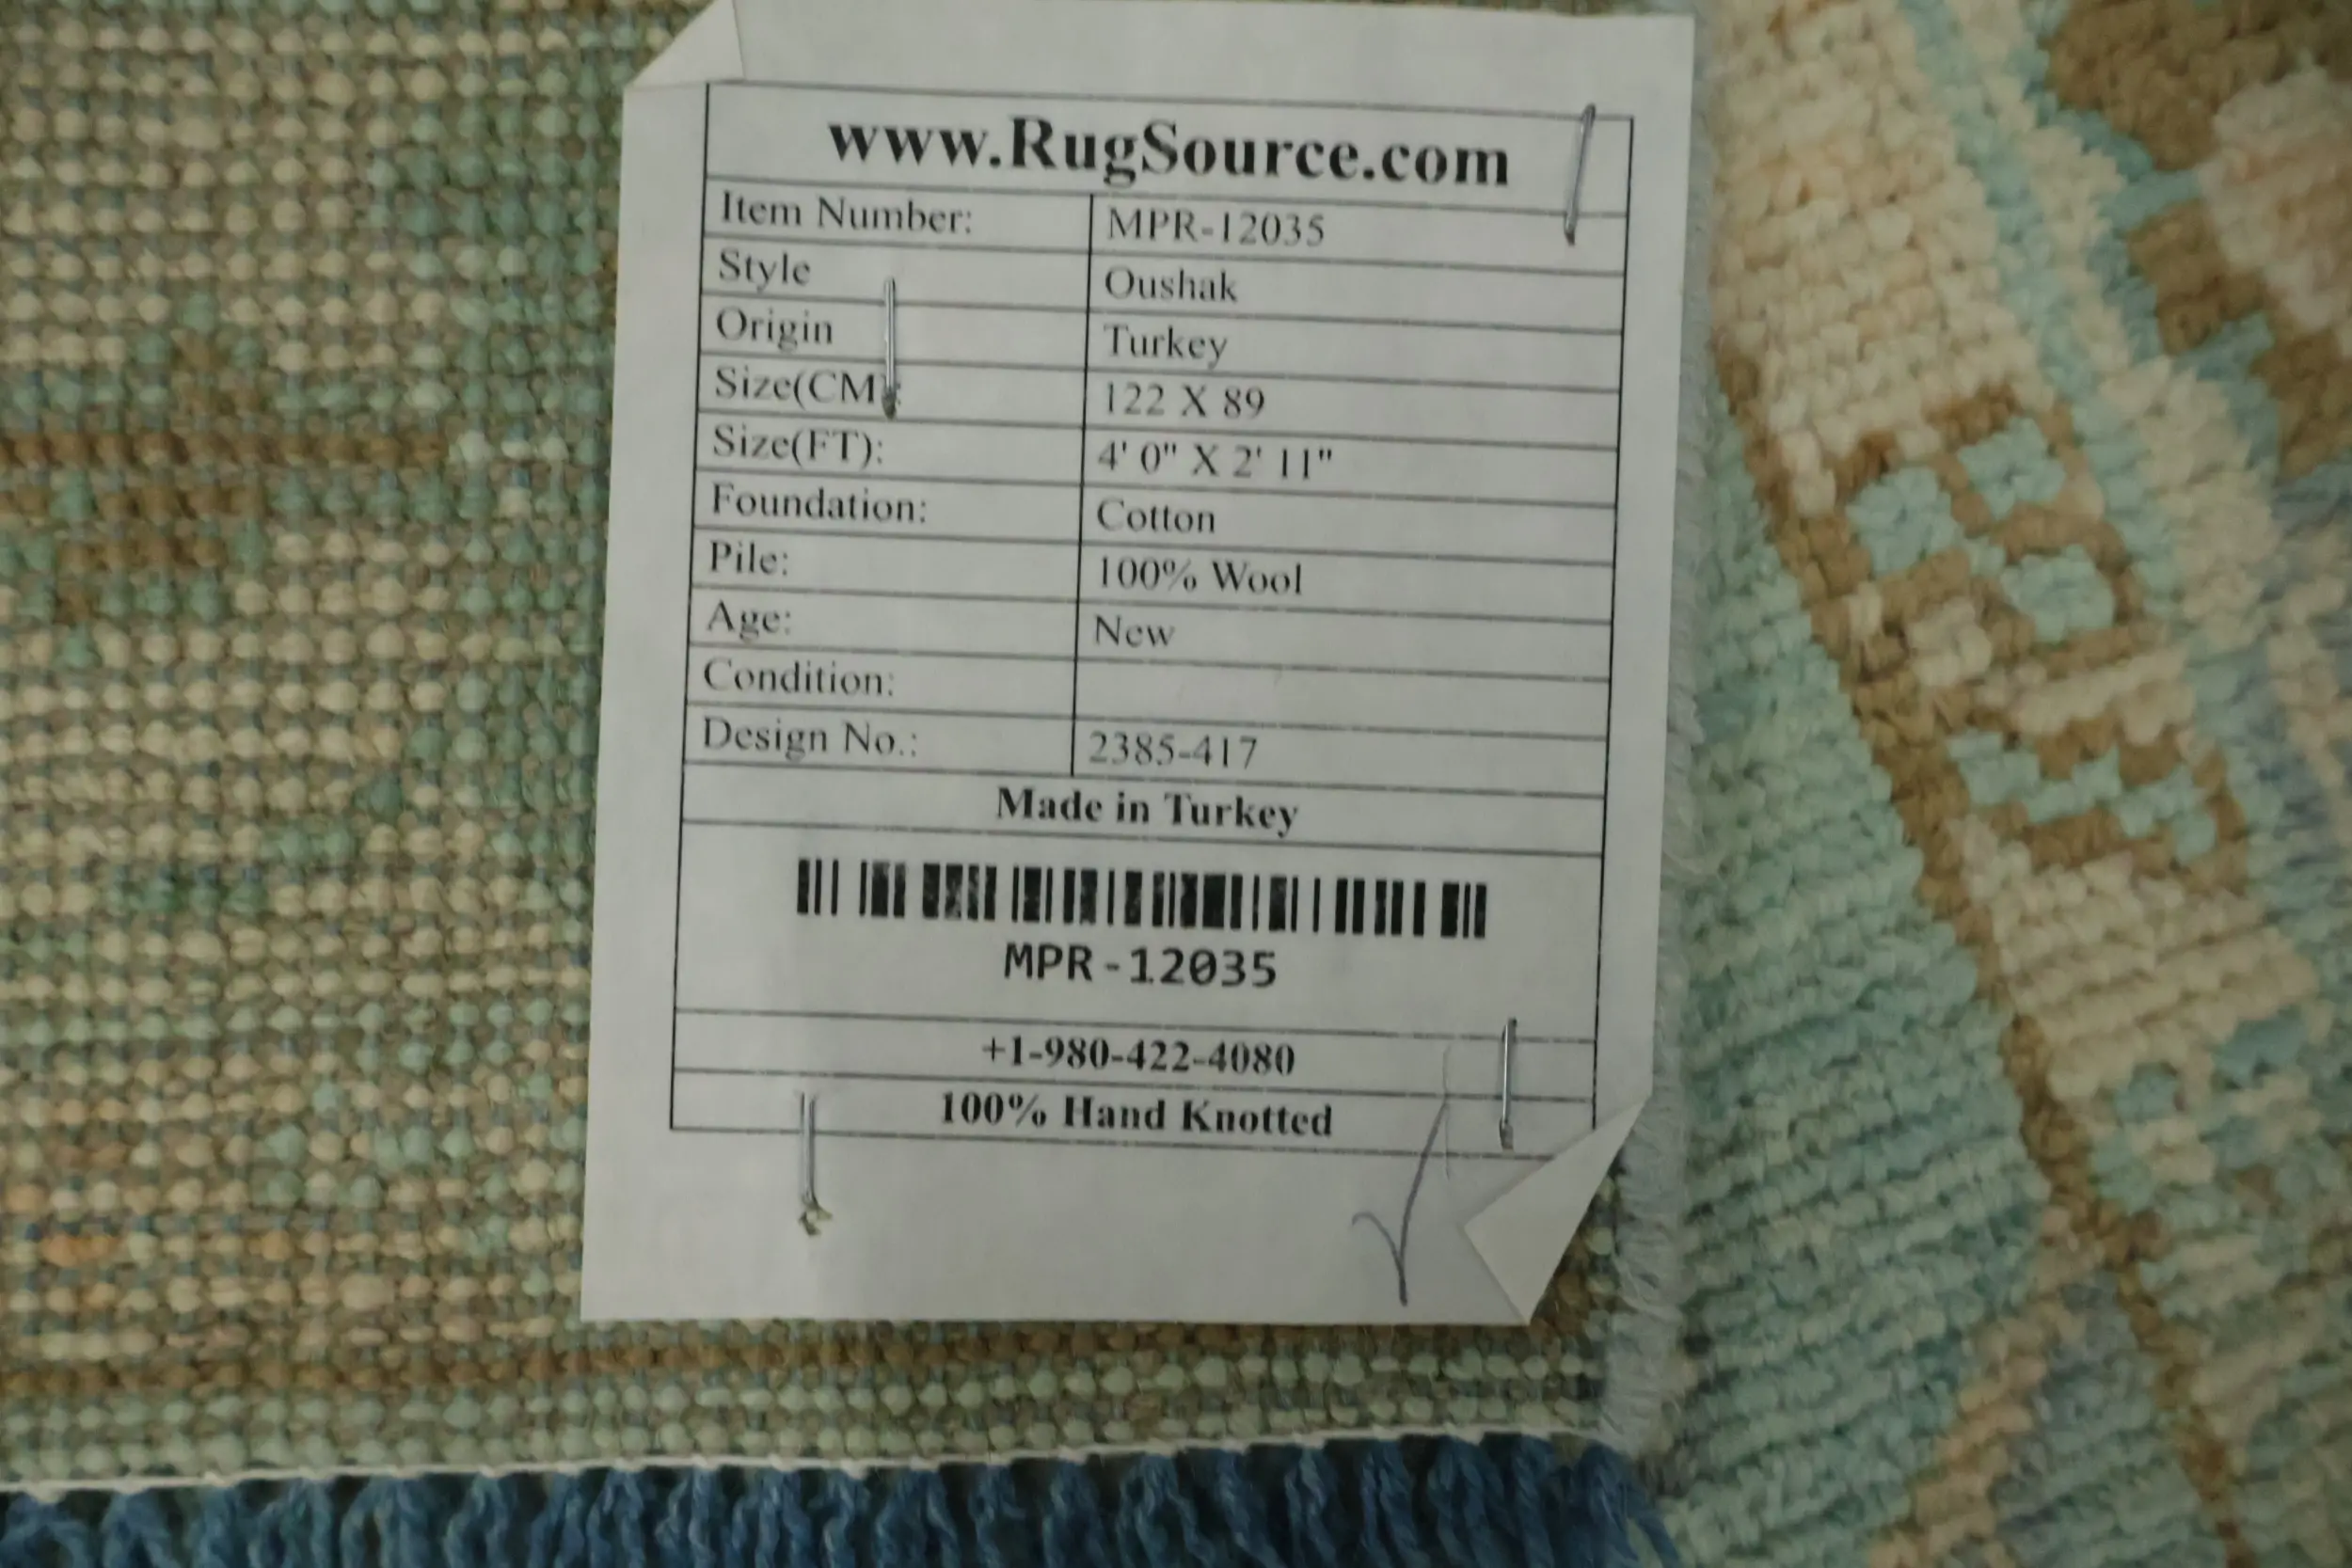 www.RugSource.com
Item Number: MPR-12035
Style Oushak
Origin Turkey
Size(CM): 122 X 89
Size(FT): 4' 0" X 2' 11"
Foundation: Cotton
Pile: 100% Wool
Age: New
Condition:
Design No.: 2385-417
Made in Turkey
MPR-12035
+1-980-422-4080
100% Hand Knotted